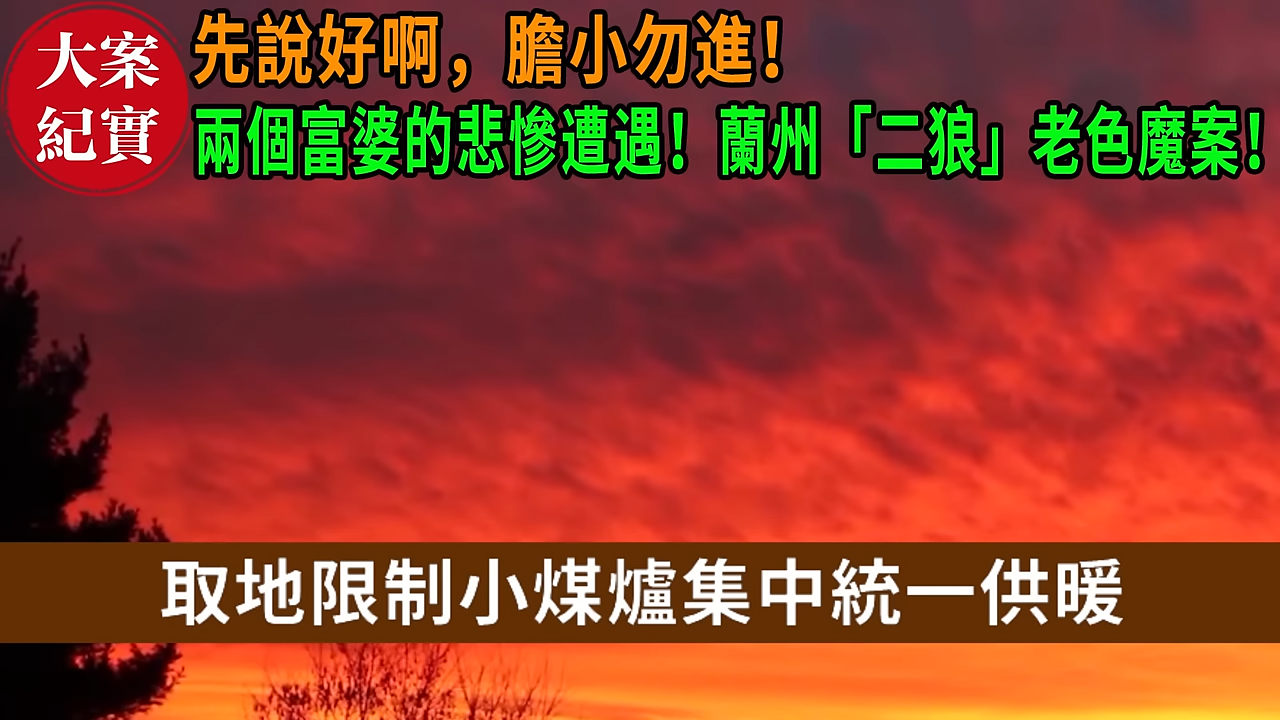 大案
紀實
先說好啊，膽小勿進！
兩個富婆的悲慘遭遇！蘭州「二狼」老色魔案！
取地限制小煤爐集中統一供暖